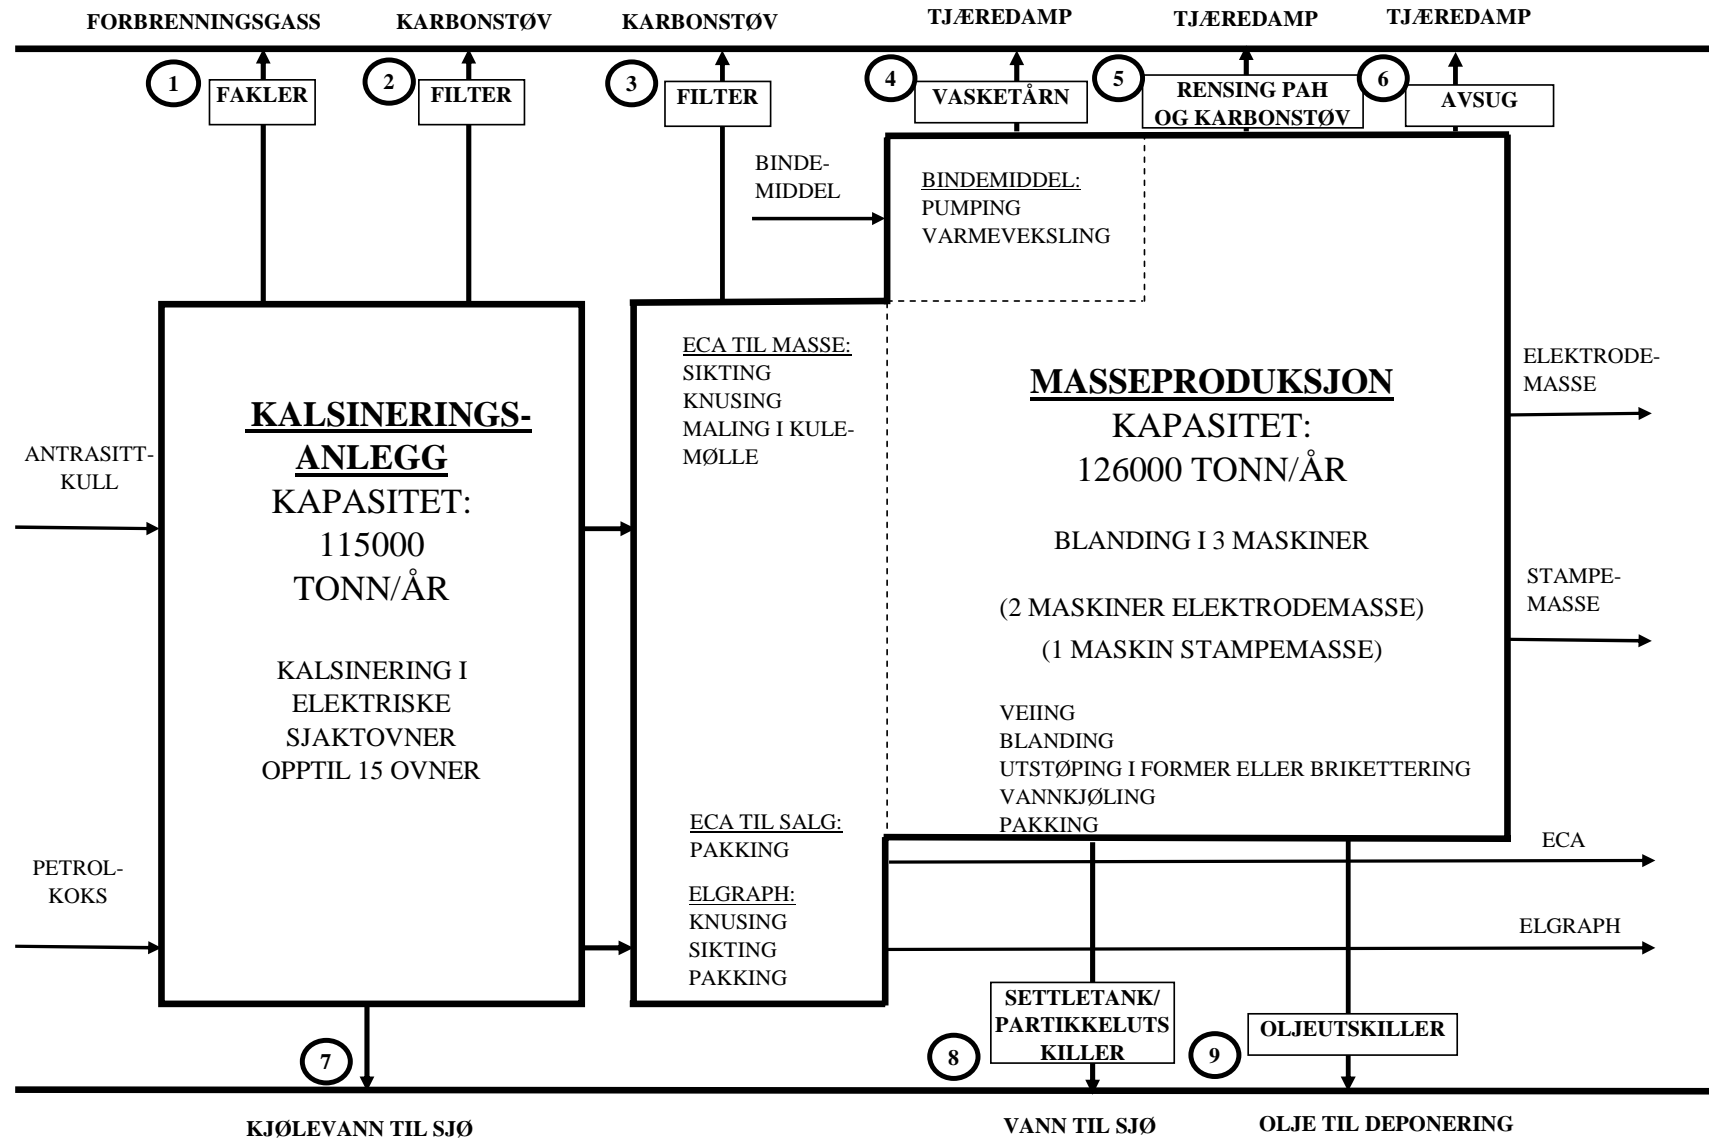 FORBRENNINGSGASS
KARBONSTØV
KARBONSTØV
TJÆREDAMP
TJÆREDAMP
TJÆREDAMP
1
FAKLER
2
FILTER
3
FILTER
4
VASKETÅRN
5
RENSING PAH
OG KARBONSTØV
6
AVSUG
BINDE-
MIDDEL
BINDEMIDDEL:
PUMPING
VARMEVEKSLING
ANTRASITT-
KULL
PETROL-
KOKS
KALSINERINGS-
ANLEGG
KAPASITET:
115000
TONN/ÅR
KALSINERING I
ELEKTRISKE
SJAKTOVNER
OPPTIL 15 OVNER
ECA TIL MASSE:
SIKTING
KNUSING
MALING I KULE-
MØLLE
ECA TIL SALG:
PAKKING
ELGRAPH:
KNUSING
SIKTING
PAKKING
MASSEPRODUKSJON
KAPASITET:
126000 TONN/ÅR
BLANDING I 3 MASKINER
(2 MASKINER ELEKTRODEMASSE)
(1 MASKIN STAMPEMASSE)
VEIING
BLANDING
UTSTØPING I FORMER ELLER BRIKETTERING
VANNKJØLING
PAKKING
ELEKTRODE-
MASSE
STAMPE-
MASSE
ECA
ELGRAPH
7
8
SETTLETANK/
PARTIKKELUTS
KILLER
9
OLJEUTSKILLER
KJØLEVANN TIL SJØ
VANN TIL SJØ
OLJE TIL DEPONERING